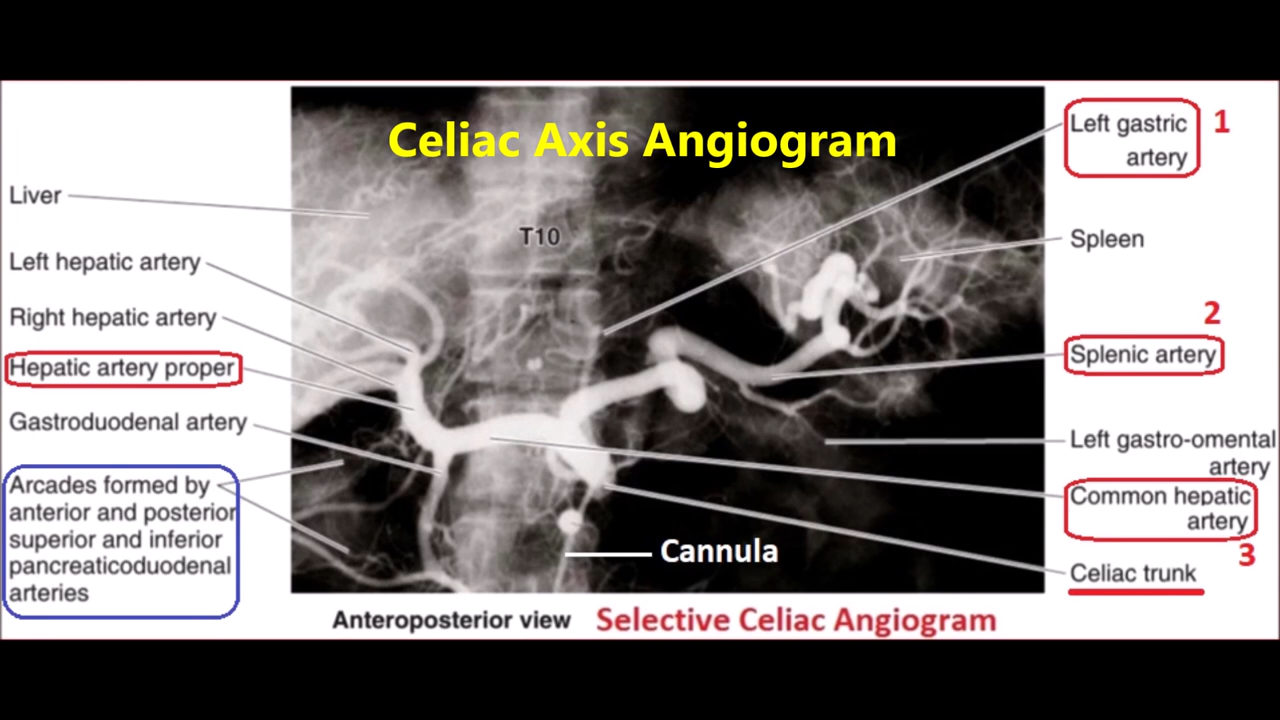 Celiac Axis Angiogram
Left gastric
artery
1
Liver
T10
Spleen
Left hepatic artery
Right hepatic artery
2
Splenic artery
Hepatic artery proper
Gastroduodenal artery
Left gastro-omental
artery
Arcades formed by
anterior and posterior
superior and inferior
pancreaticoduodenal
arteries
Common hepatic
artery
3
Cannula
Celiac trunk
Anteroposterior view
Selective Celiac Angiogram